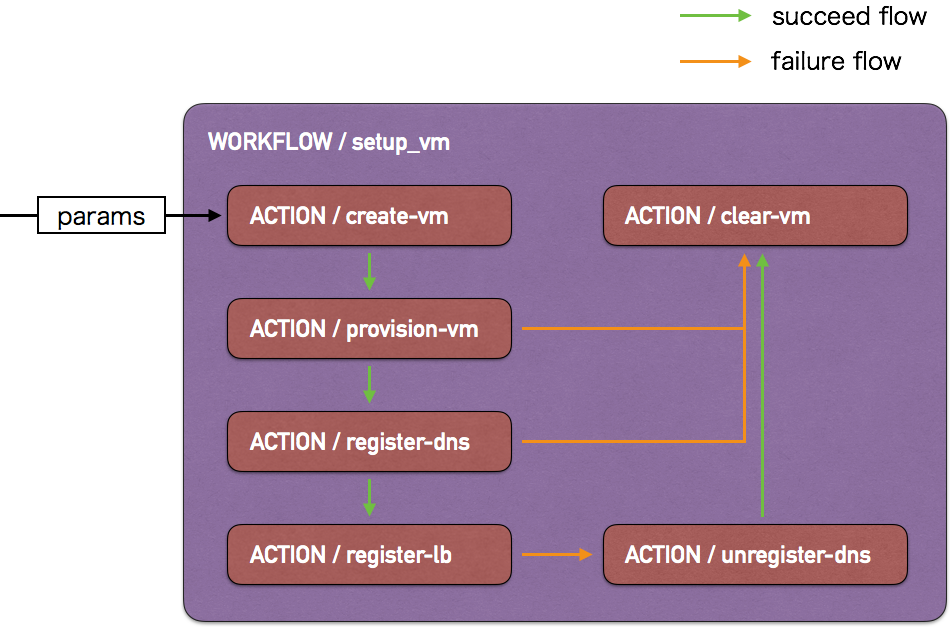 succeed flow
failure flow
WORKFLOW / setup_vm
params
ACTION / create-vm
ACTION / clear-vm
ACTION / provision-vm
ACTION / register-dns
ACTION / register-lb
ACTION / unregister-dns